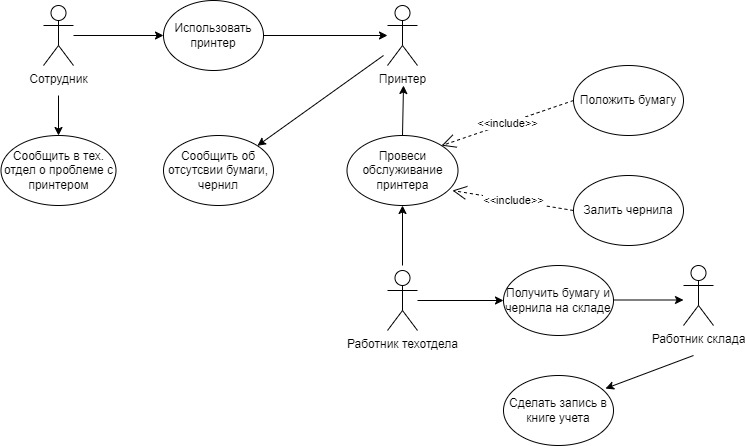 Использовать
принтер
Сотрудник
Принтер
Положить бумагу
<<include>>
Сообщить в тех.
отдел о проблеме с
принтером
Сообщить об
отсутсвии бумаги,
чернил
Провеси
обслуживание
принтера
<<include>>
Залить чернила
Получить бумагу и
чернила на складе
Работник техотдела
Работник склада
Сделать запись в
книге учета